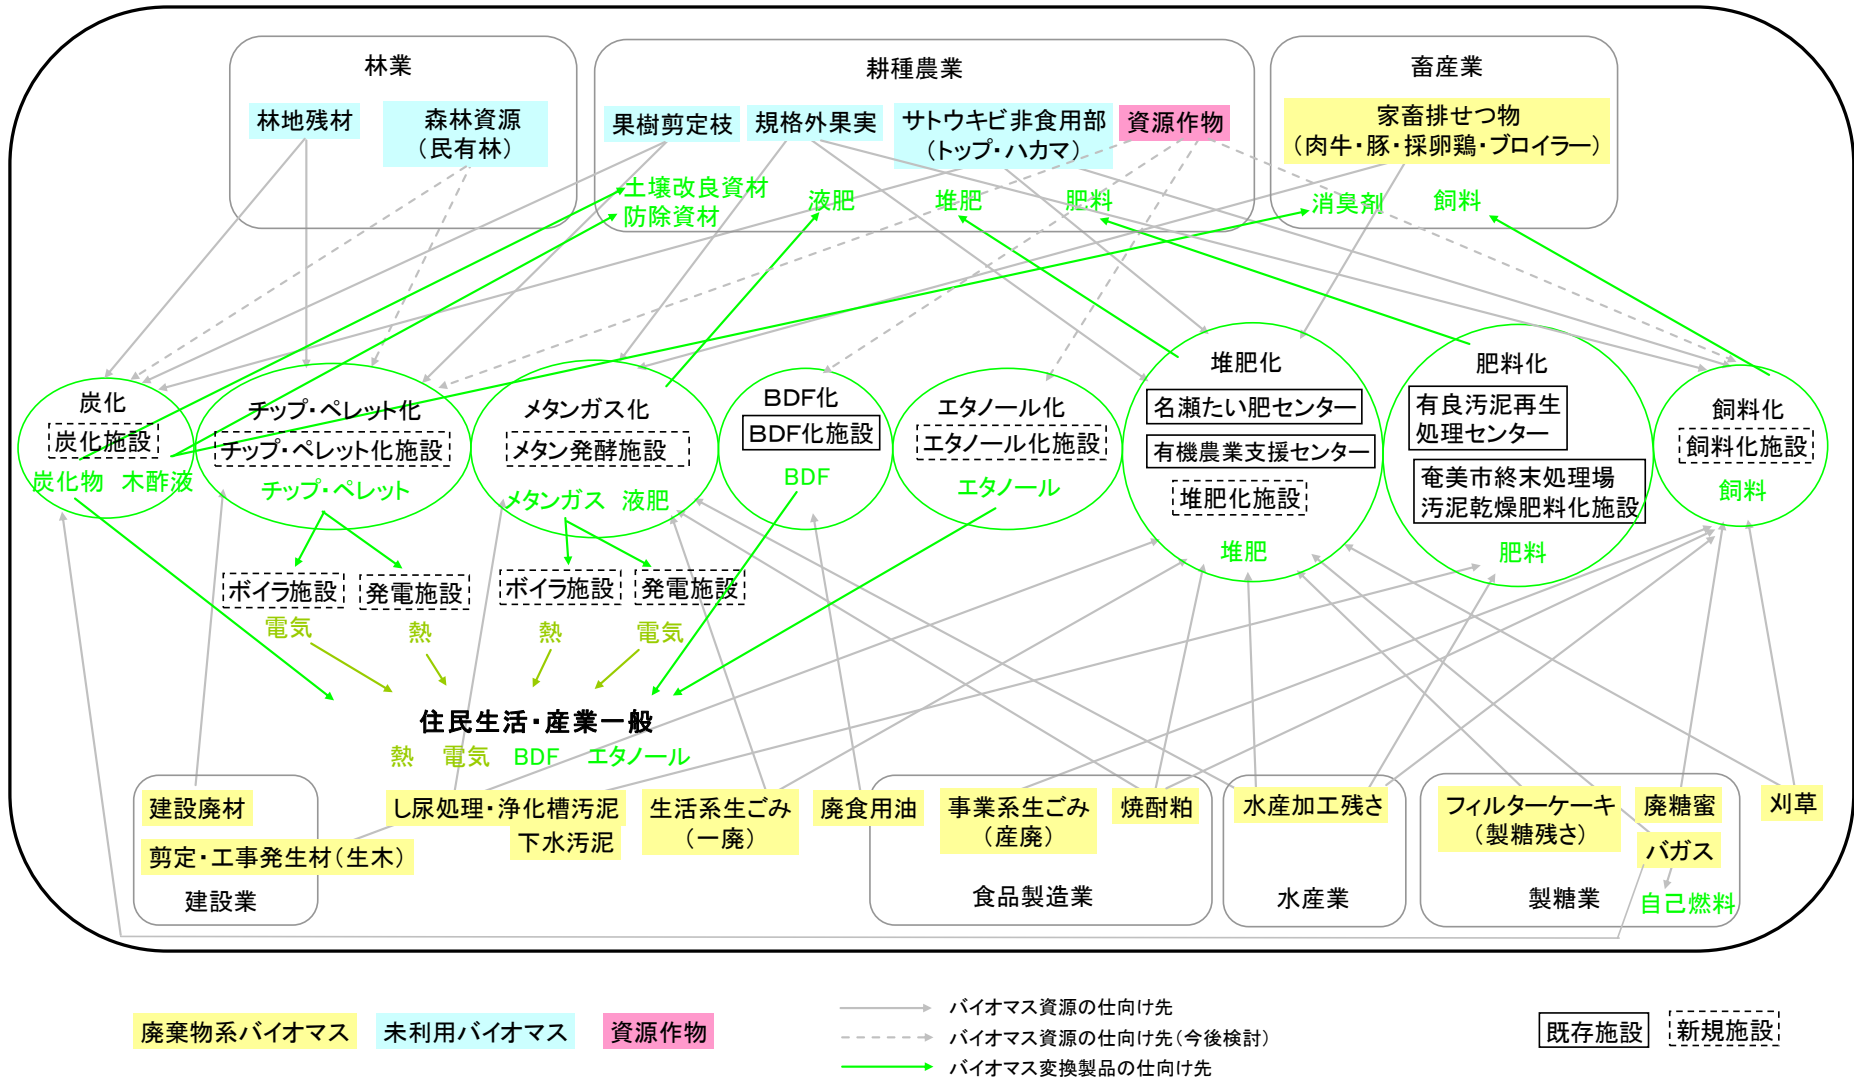 林業
耕種農業
畜産業
林地残材
森林資源
（民有林）
果樹剪定枝
規格外果実
サトウキビ非食用部
（トップ・ハカマ）
資源作物
家畜排せつ物
（肉牛・豚・採卵鶏・ブロイラー）
土壌改良資材
防除資材
液肥
堆肥
肥料
消臭剤
飼料
炭化
炭化施設
炭化物　木酢液
チップ・ペレット化
チップ・ペレット化施設
チップ・ペレット
メタンガス化
メタン発酵施設
メタンガス　液肥
BDF化
BDF化施設
BDF
エタノール化
エタノール化施設
エタノール
堆肥化
名瀬たい肥センター
有機農業支援センター
堆肥化施設
堆肥
肥料化
有良汚泥再生
処理センター
奄美市終末処理場
汚泥乾燥肥料化施設
肥料
飼料化
飼料化施設
飼料
ボイラ施設
発電施設
ボイラ施設
発電施設
電気
熱
熱
電気
住民生活・産業一般
熱　電気　BDF　エタノール
建設廃材
剪定・工事発生材（生木）
建設業
し尿処理・浄化槽汚泥
下水汚泥
生活系生ごみ
（一廃）
廃食用油
事業系生ごみ
（産廃）
焼酎粕
食品製造業
水産加工残さ
水産業
フィルターケーキ
（製糖残さ）
廃糖蜜
バガス
製糖業
自己燃料
刈草
廃棄物系バイオマス
未利用バイオマス
資源作物
バイオマス資源の仕向け先
バイオマス資源の仕向け先（今後検討）
バイオマス変換製品の仕向け先
既存施設
新規施設